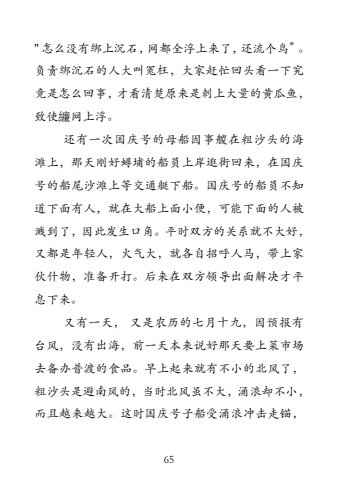 "怎么没有绑上沉石，网都全浮上来了，还流个鸟"。
负责绑沉石的人大叫冤枉，大家赶忙回头看一下究
竟是怎么回事，才看清楚原来是刺上大量的黄瓜鱼，
致使縺网上浮。
还有一次国庆号的母船因事艘在祖沙头的海
滩上，那天刚好蟳埔的船員上岸逛街回来，在国庆
号的船尾沙滩上等交通艇下船。国庆号的船員不知
道下面有人，就在大船上面小便，可能下面的人被
溅到了，因此发生口角。平时双方的关系就不大好，
又都是年轻人，火气大，就各自招呼人马，带上家
伙什物，准备开打。后来在双方领导出面解决才平
息下来。
又有一天， 又是农历的七月十九，因预报有
台风，没有出海，前一天本来说好那天要上菜市场
去备办普渡的食品。早上起来就有不小的北风了，
祖沙头是避南风的，当时北风虽不大，涌浪却不小，
而且越来越大。这时国庆号子船受涌浪冲击走锚，
65